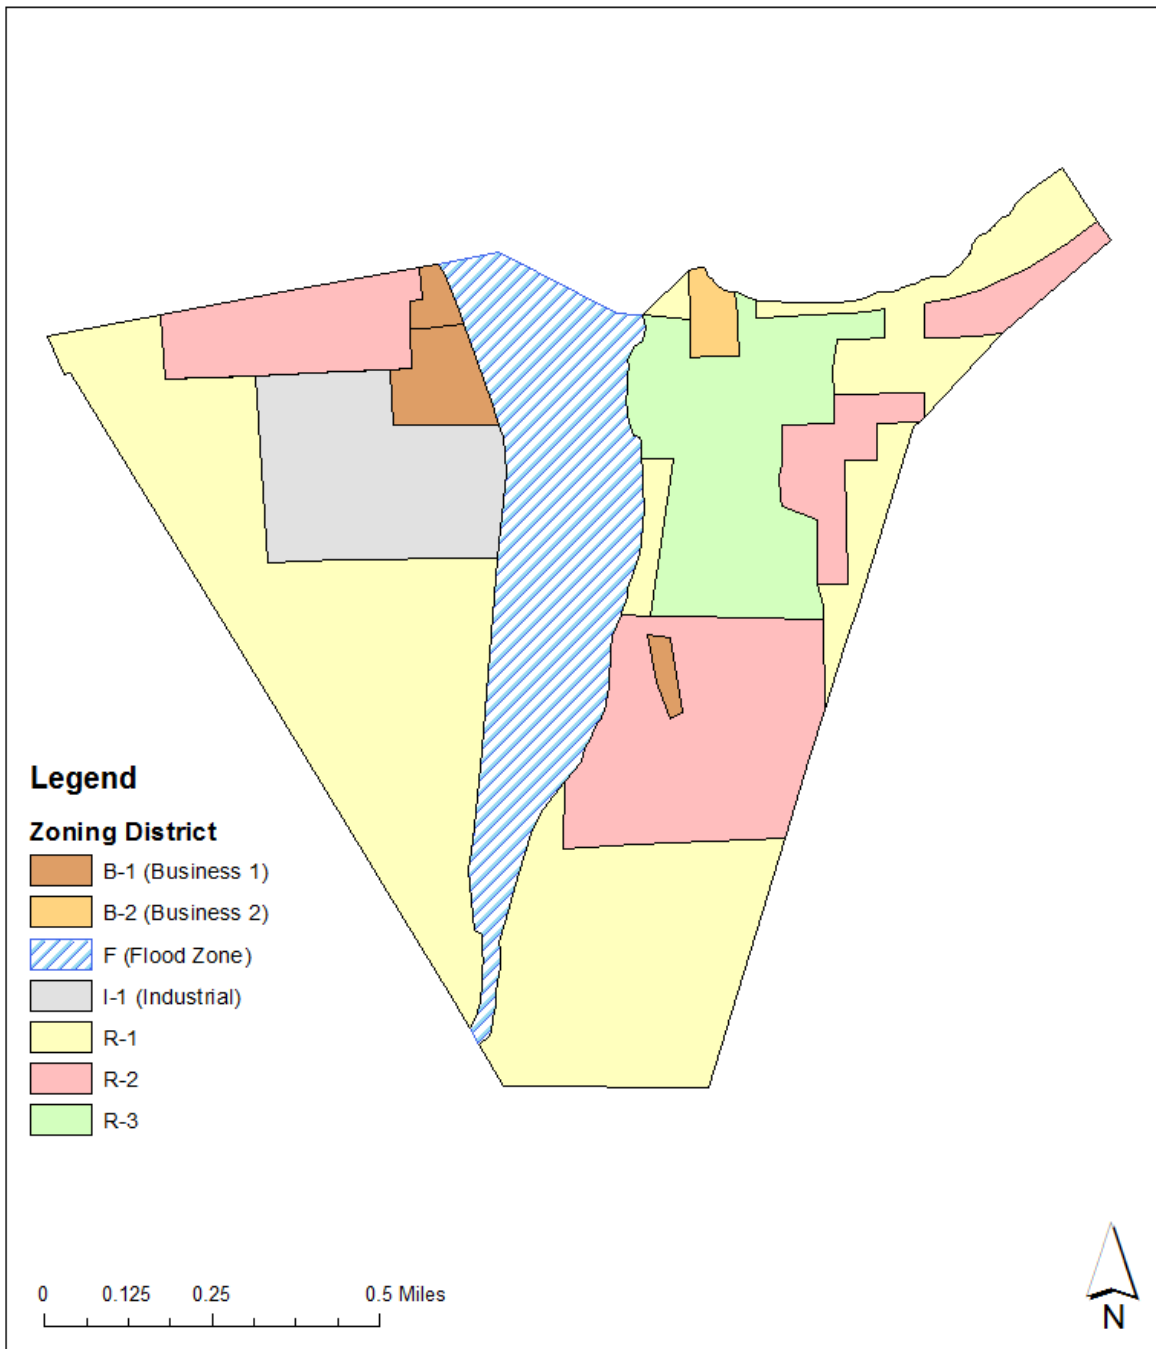 Legend
Zoning District
B-1 (Business 1)
B-2 (Business 2)
F (Flood Zone)
I-1 (Industrial)
R-1
R-2
R-3
0 0.125 0.25 0.5 Miles
N